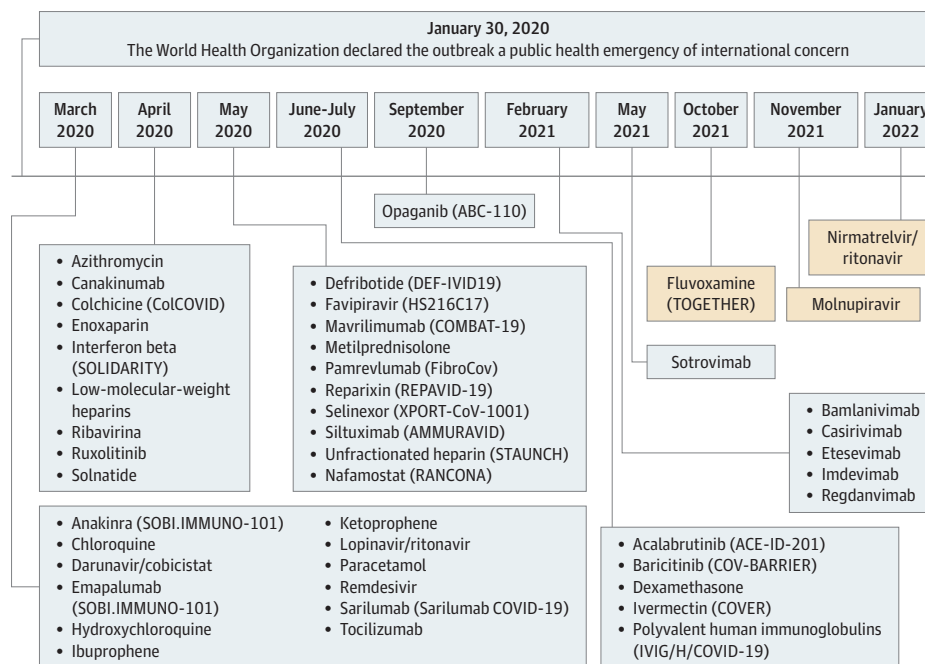 January 30, 2020
The World Health Organization declared the outbreak a public health emergency of international concern
March
2020
April
2020
May
2020
June-July
2020
September
2020
February
2021
May
2021
October
2021
November
2021
January
2022
Opaganib (ABC-110)
Nirmatrelvir/
ritonavir
• Azithromycin
• Canakinumab
• Colchicine (ColCOVID)
• Enoxaparin
• Interferon beta
(SOLIDARITY)
• Low-molecular-weight
heparins
• Ribavirina
• Ruxolitinib
• Solnatide
• Defribotide (DEF-IVID19)
• Favipiravir (HS216C17)
• Mavrilimumab (COMBAT-19)
• Metilprednisolone
• Pamrevlumab (FibroCov)
• Reparixin (REPAVID-19)
• Selinexor (XPORT-CoV-1001)
• Siltuximab (AMMURAVID)
• Unfractionated heparin (STAUNCH)
• Nafamostat (RANCONA)
Fluvoxamine
(TOGETHER)
Molnupiravir
Sotrovimab
• Bamlanivimab
• Casirivimab
• Etesevimab
• Imdevimab
• Regdanvimab
• Anakinra (SOBI.IMMUNO-101)
• Chloroquine
• Darunavir/cobicistat
• Emapalumab
(SOBI.IMMUNO-101)
• Hydroxychloroquine
• Ibuprophene
• Ketoprophene
• Lopinavir/ritonavir
• Paracetamol
• Remdesivir
• Sarilumab (Sarilumab COVID-19)
• Tocilizumab
• Acalabrutinib (ACE-ID-201)
• Baricitinib (COV-BARRIER)
• Dexamethasone
• Ivermectin (COVER)
• Polyvalent human immunoglobulins
(IVIG/H/COVID-19)